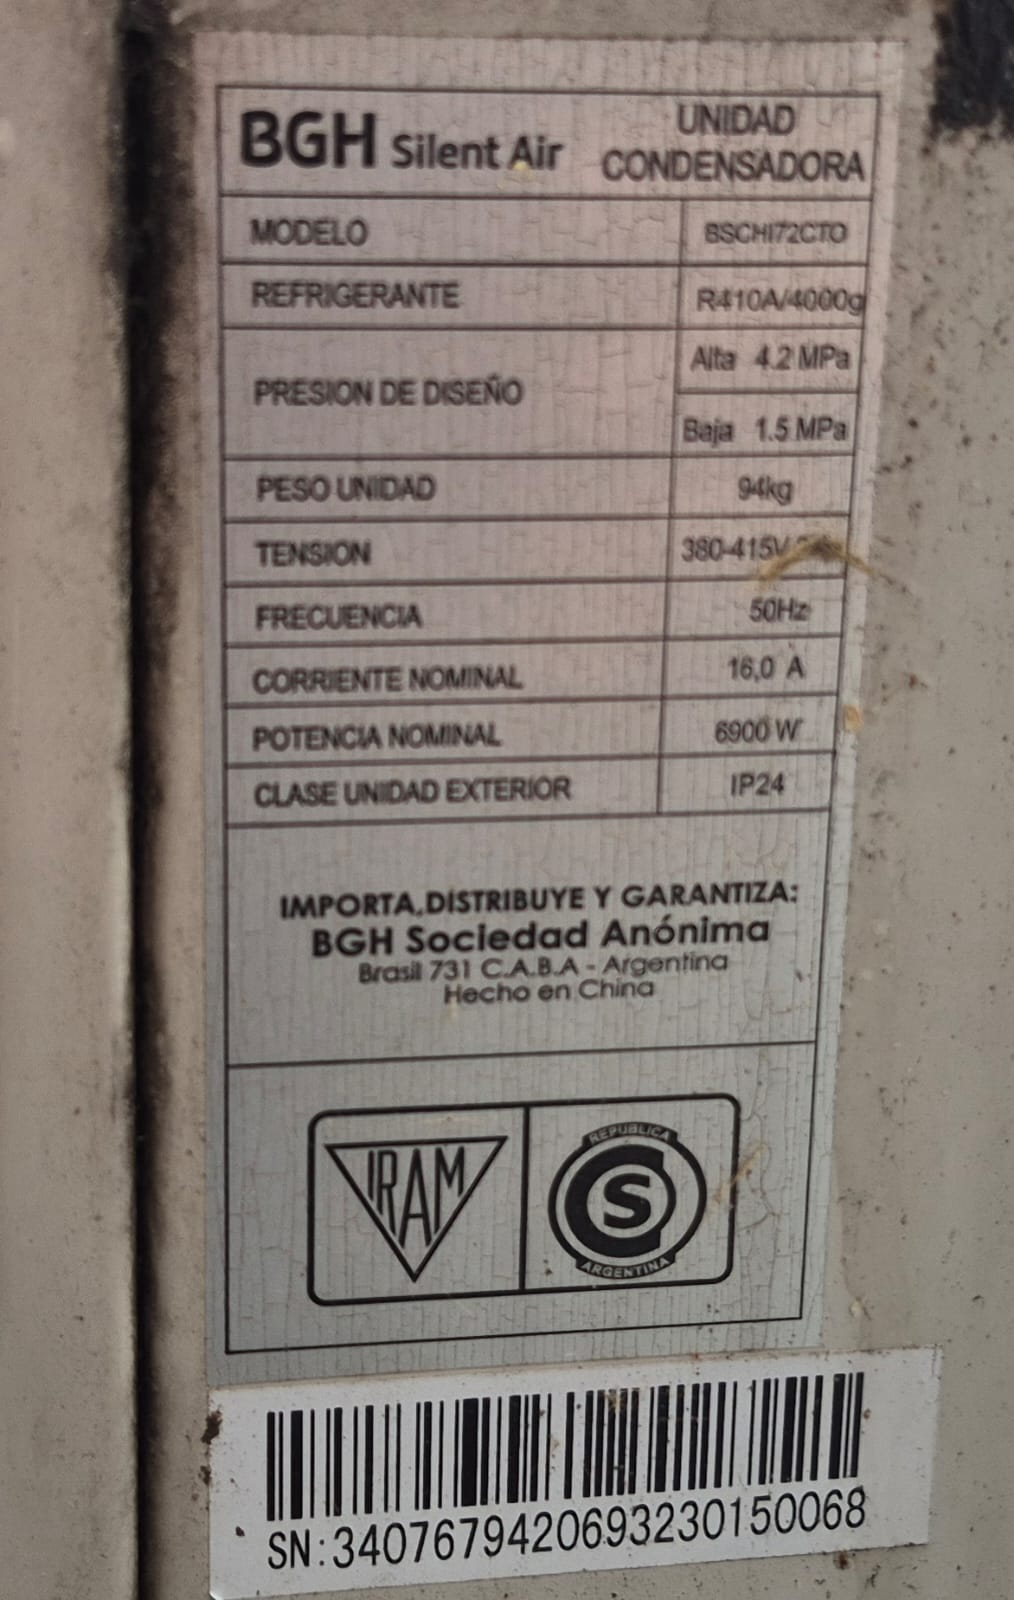 BGH Silent Air
UNIDAD
CONDENSADORA
MODELO BSCHI72CTO
REFRIGERANTE R410A/4000g
PRESION DE DISEÑO
Alta 4.2 MPa
Baja 1.5 MPa
PESO UNIDAD 94kg
TENSION 380-415V
FRECUENCIA 50Hz
CORRIENTE NOMINAL 16,0 A
POTENCIA NOMINAL 6900 W
CLASE UNIDAD EXTERIOR IP24
IMPORTA,DISTRIBUYE Y GARANTIZA:
BGH Sociedad Anónima
Brasil 731 C.A.B.A - Argentina
Hecho en China
IRAM
REPUBLICA
S
ARGENTINA
SN:3407679420693230150068